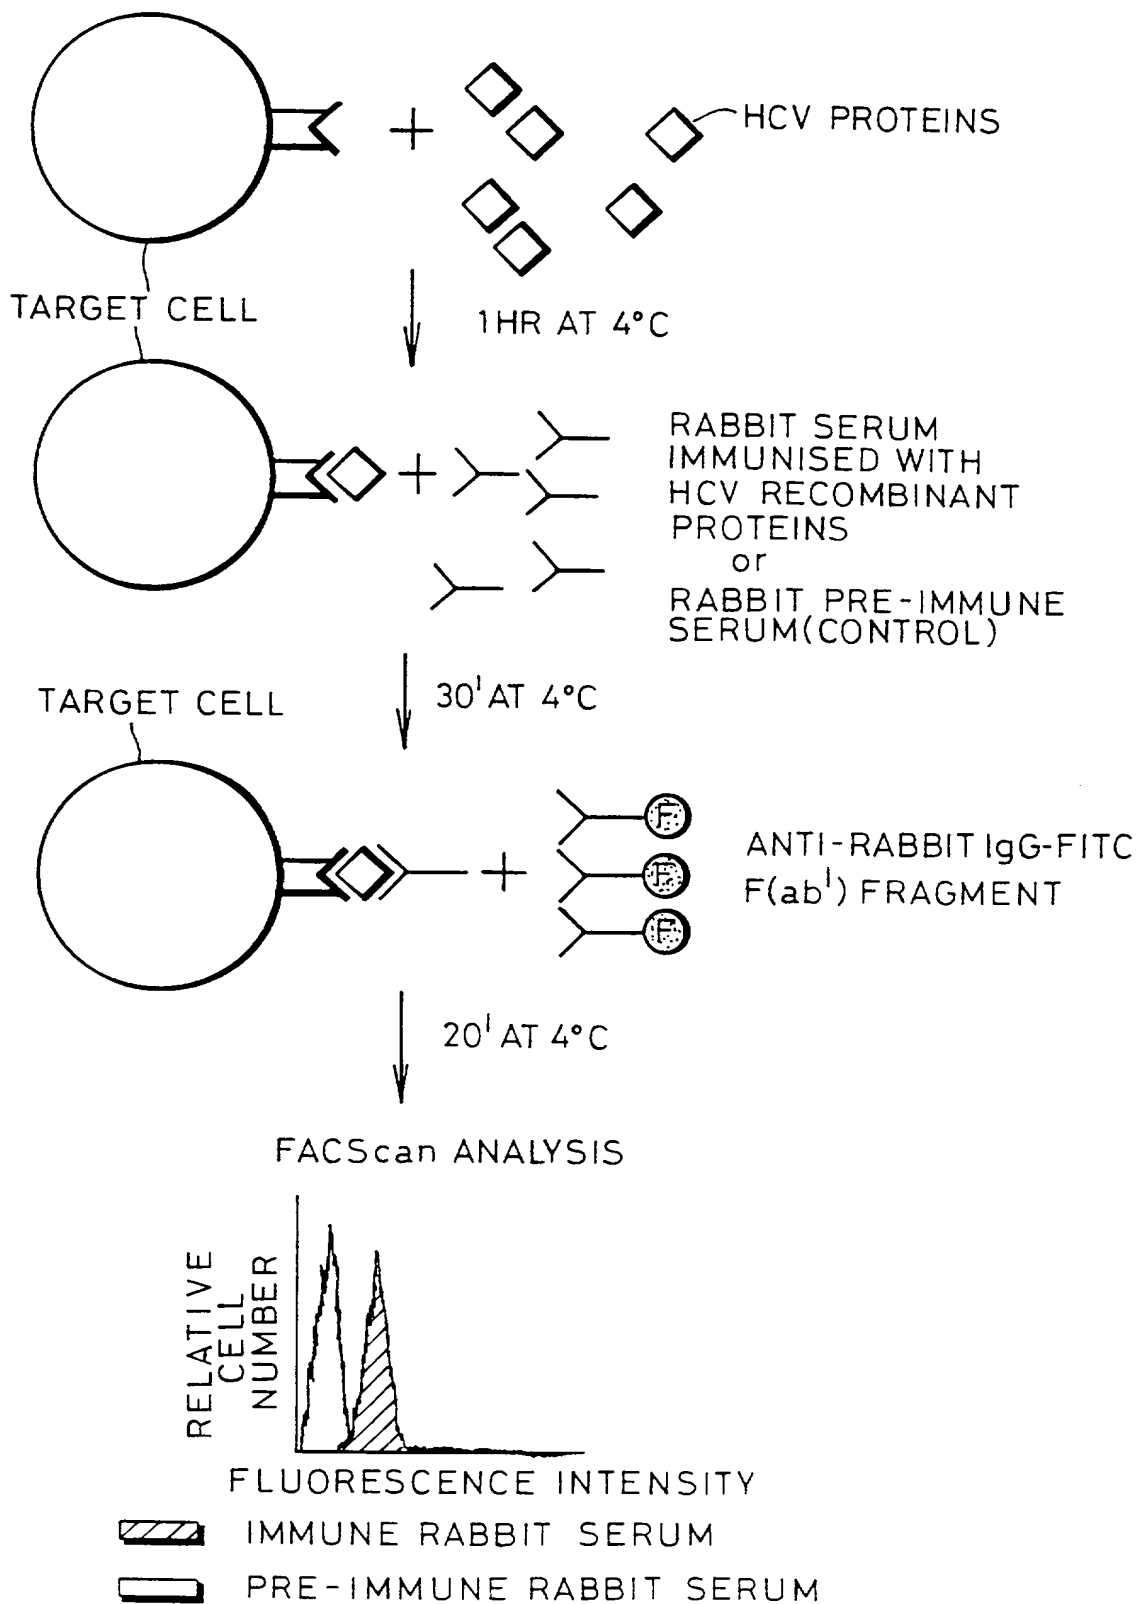 HCV PROTEINS
TARGET CELL
1HR AT 4°C
RABBIT SERUM
IMMUNISED WITH
HCV RECOMBINANT
PROTEINS
or
RABBIT PRE-IMMUNE
SERUM(CONTROL)
30' AT 4°C
TARGET CELL
F
F
F
ANTI-RABBIT IgG-FITC
F(ab') FRAGMENT
20' AT 4°C
FACScan ANALYSIS
RELATIVE
CELL
NUMBER
FLUORESCENCE INTENSITY
IMMUNE RABBIT SERUM
PRE-IMMUNE RABBIT SERUM